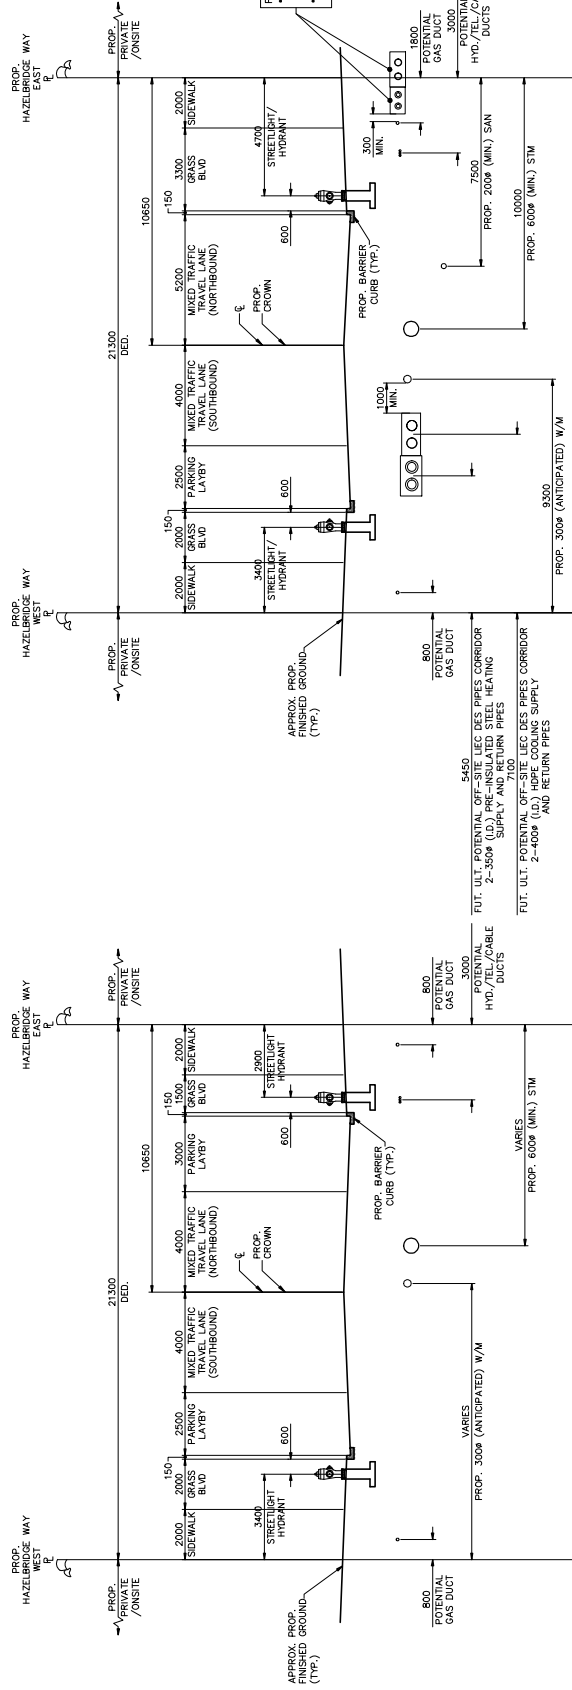 PROP.
HAZELBRIDGE WAY
WEST
PROP.
HAZELBRIDGE WAY
EAST
PROP.
PRIVATE
/ONSITE
21300
DED.
PROP.
PRIVATE
/ONSITE
10650
2000
SIDEWALK
2000
GRASS
BLVD
150
2500
PARKING
LAYBY
4000
MIXED TRAFFIC
TRAVEL LANE
(SOUTHBOUND)
4000
MIXED TRAFFIC
TRAVEL LANE
(NORTHBOUND)
3000
PARKING
LAYBY
150
1500
GRASS
BLVD
2000
SIDEWALK
3400
STREETLIGHT/
HYDRANT
600
PROP.
CROWN
600
2900
STREETLIGHT/
HYDRANT
APPROX. PROP.
FINISHED GROUND
(TYP.)
PROP. BARRIER
CURB (TYP.)
800
POTENTIAL
GAS DUCT
800
POTENTIAL
GAS DUCT
3000
POTENTIAL
HYD./TEL./CABLE
DUCTS
VARIES
PROP. 300ø (ANTICIPATED) W/M
VARIES
PROP. 600ø (MIN.) STM
PROP.
HAZELBRIDGE WAY
WEST
PROP.
HAZELBRIDGE WAY
EAST
PROP.
PRIVATE
/ONSITE
21300
DED.
PROP.
PRIVATE
/ONSITE
10650
2000
SIDEWALK
2000
GRASS
BLVD
150
2500
PARKING
LAYBY
4000
MIXED TRAFFIC
TRAVEL LANE
(SOUTHBOUND)
5200
MIXED TRAFFIC
TRAVEL LANE
(NORTHBOUND)
150
3300
GRASS
BLVD
2000
SIDEWALK
3400
STREETLIGHT/
HYDRANT
600
PROP.
CROWN
600
4700
STREETLIGHT/
HYDRANT
APPROX. PROP.
FINISHED GROUND
(TYP.)
PROP. BARRIER
CURB (TYP.)
1000
MIN.
300
MIN.
1800
POTENTIAL
GAS DUCT
3000
POTENTIAL
DUCTS
800
POTENTIAL
GAS DUCT
5450
FUT. ULT. POTENTIAL OFF-SITE LIEC DES PIPES CORRIDOR
2-350ø (I.D.) PRE-INSULATED STEEL HEATING
SUPPLY AND RETURN PIPES
7100
FUT. ULT. POTENTIAL OFF-SITE LIEC DES PIPES CORRIDOR
2-400ø (I.D.) HDPE COOLING SUPPLY
AND RETURN PIPES
7500
PROP. 200ø (MIN.) SAN
10000
PROP. 600ø (MIN.) STM
9300
PROP. 300ø (ANTICIPATED) W/M